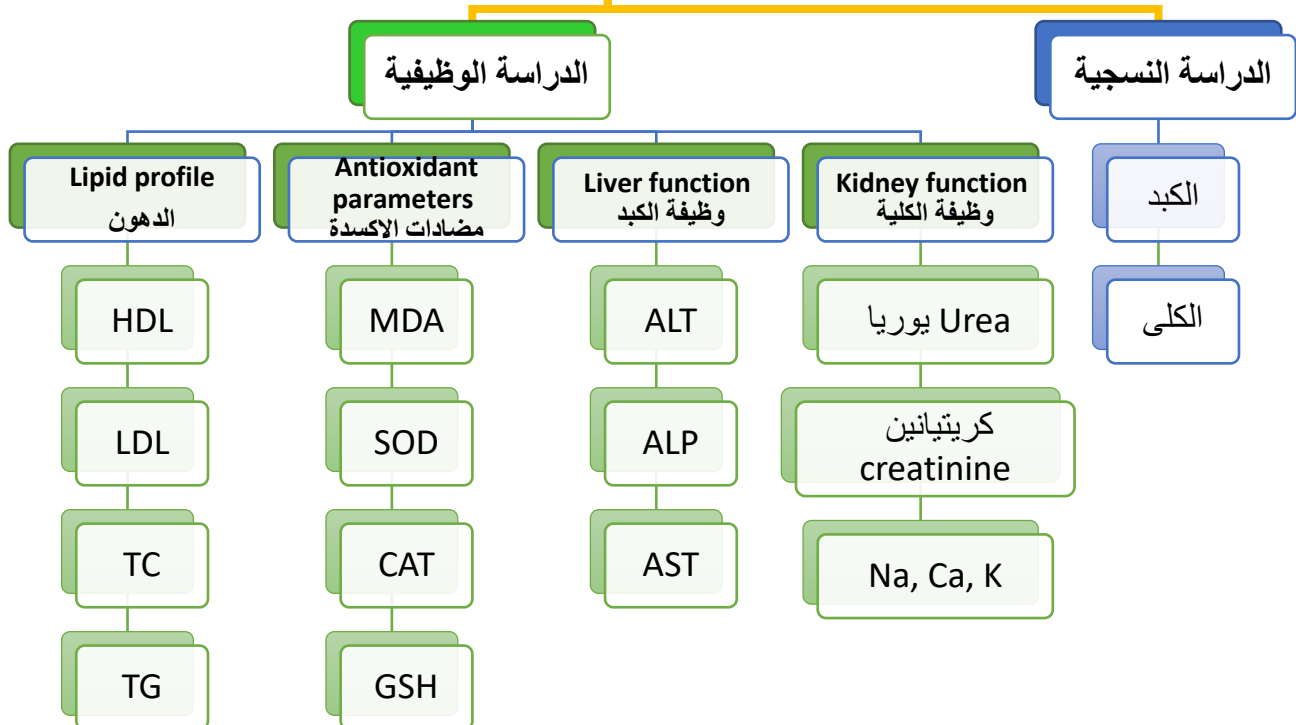 الدراسة الوظيفية
الدراسة النسجية
Lipid profile
الدهون
Antioxidant
parameters
مضادات الاكسدة
Liver function
وظيفة الكبد
Kidney function
وظيفة الكلية
الكبد
HDL
MDA
ALT
يوريا Urea
الكلى
LDL
SOD
ALP
كريتيانين
creatinine
TC
CAT
AST
Na, Ca, K
TG
GSH